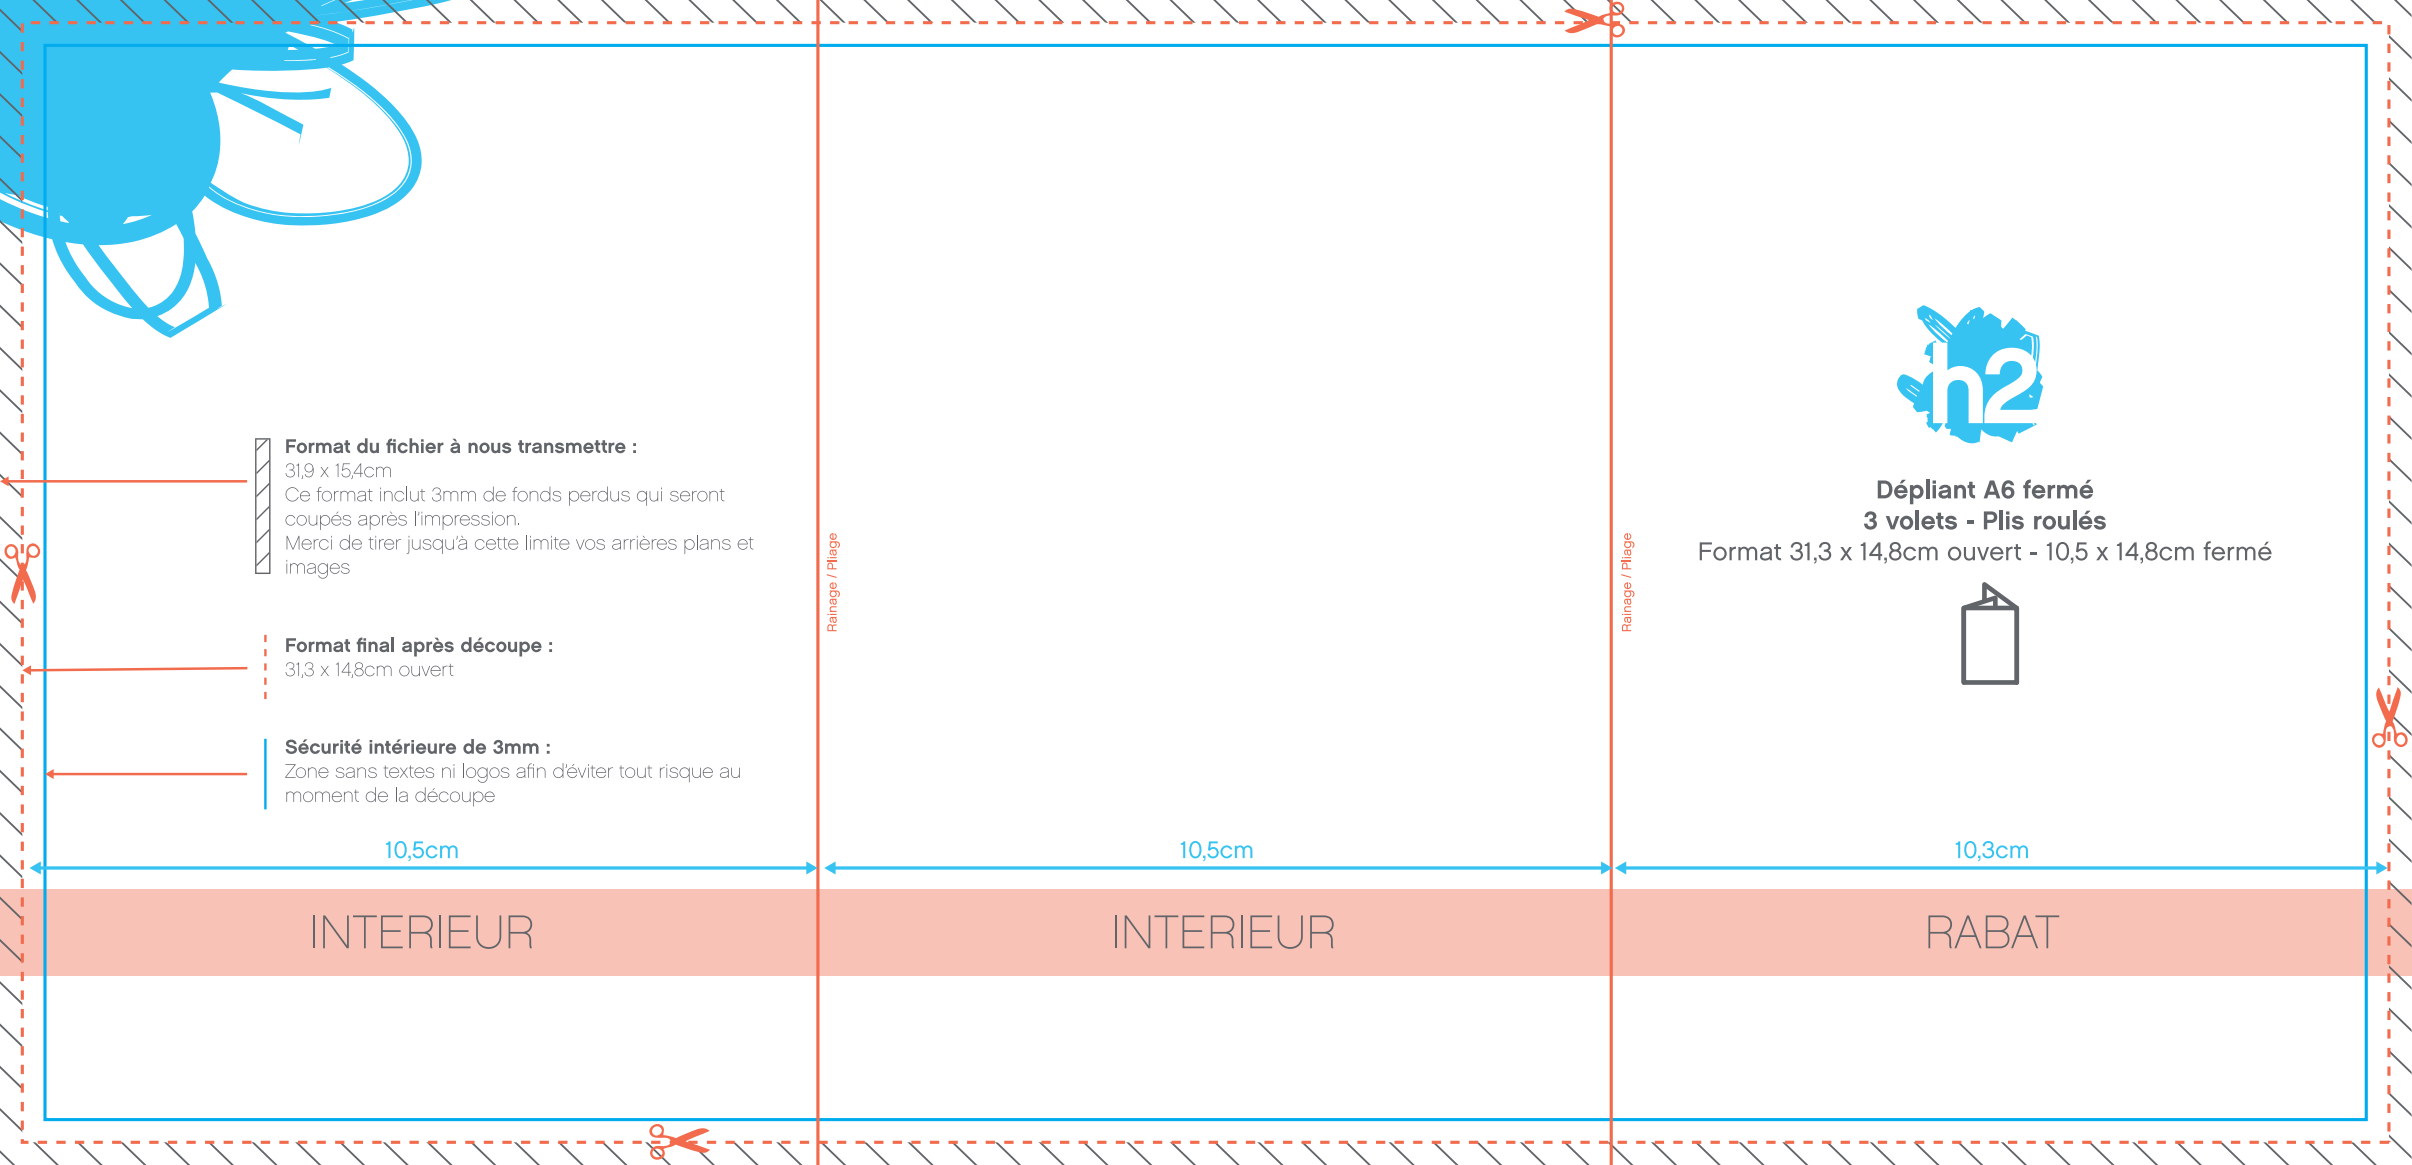 Format du fichier à nous transmettre :
31,9 x 15,4cm
Ce format inclut 3mm de fonds perdus qui seront
coupés après l'impression.
Merci de tirer jusqu'à cette limite vos arrières plans et
images
Format final après découpe :
31,3 x 14,8cm ouvert
Sécurité intérieure de 3mm :
Zone sans textes ni logos afin d'éviter tout risque au
moment de la découpe
10,5cm
INTERIEUR
Rainage / Pliage
10,5cm
INTERIEUR
Rainage / Pliage
h2
Dépliant A6 fermé
3 volets - Plis roulés
Format 31,3 x 14,8cm ouvert - 10,5 x 14,8cm fermé
10,3cm
RABAT